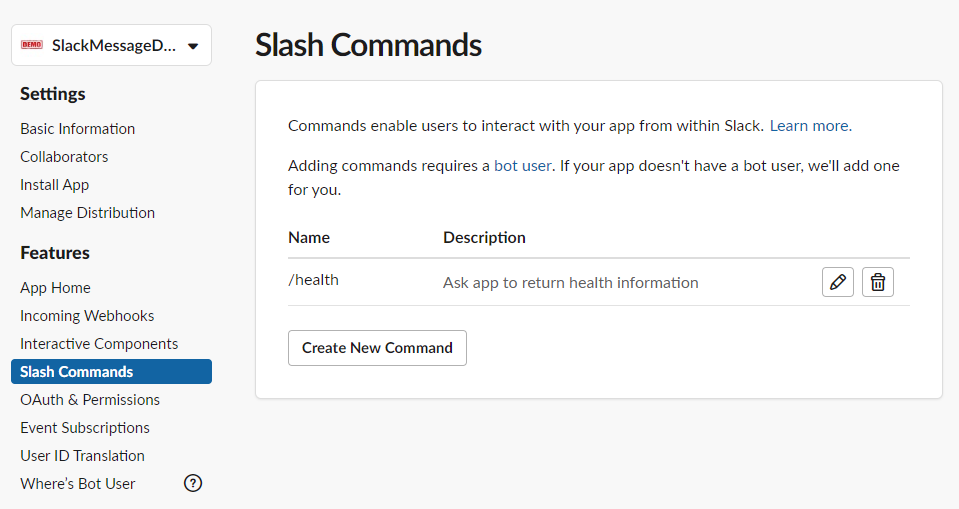 DEMO SlackMessageD...
Settings
Basic Information
Collaborators
Install App
Manage Distribution
Features
App Home
Incoming Webhooks
Interactive Components
Slash Commands
OAuth & Permissions
Event Subscriptions
User ID Translation
Where's Bot User ?
Slash Commands
Commands enable users to interact with your app from within Slack. Learn more.
Adding commands requires a bot user. If your app doesn't have a bot user, we'll add one
for you.
Name Description
/health Ask app to return health information
Create New Command